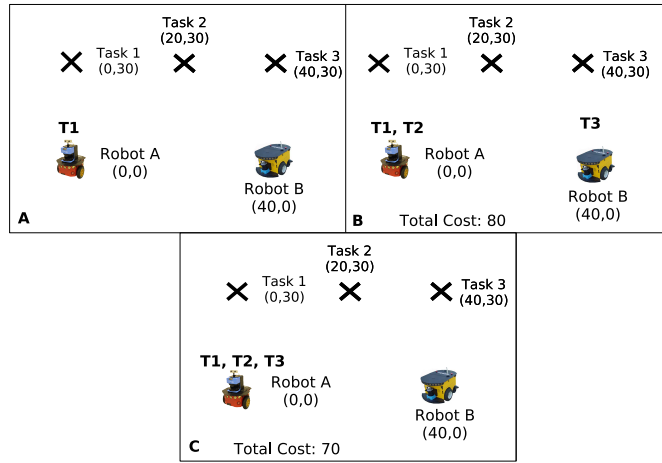 Task 2
(20,30)
Task 1
(0,30)
Task 3
(40,30)
T1
Robot A
(0,0)
Robot B
(40,0)
A
Task 2
(20,30)
Task 1
(0,30)
Task 3
(40,30)
T1, T2
T3
Robot A
(0,0)
Robot B
(40,0)
B
Total Cost: 80
Task 2
(20,30)
Task 1
(0,30)
Task 3
(40,30)
T1, T2, T3
Robot A
(0,0)
Robot B
(40,0)
C
Total Cost: 70